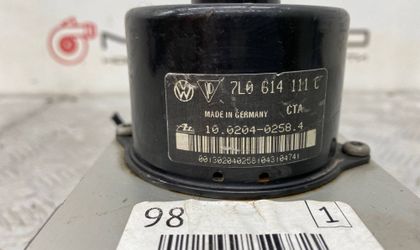 7L0 614 111 C
MADE IN GERMANY CTA
10.0204-0258.4
98
1